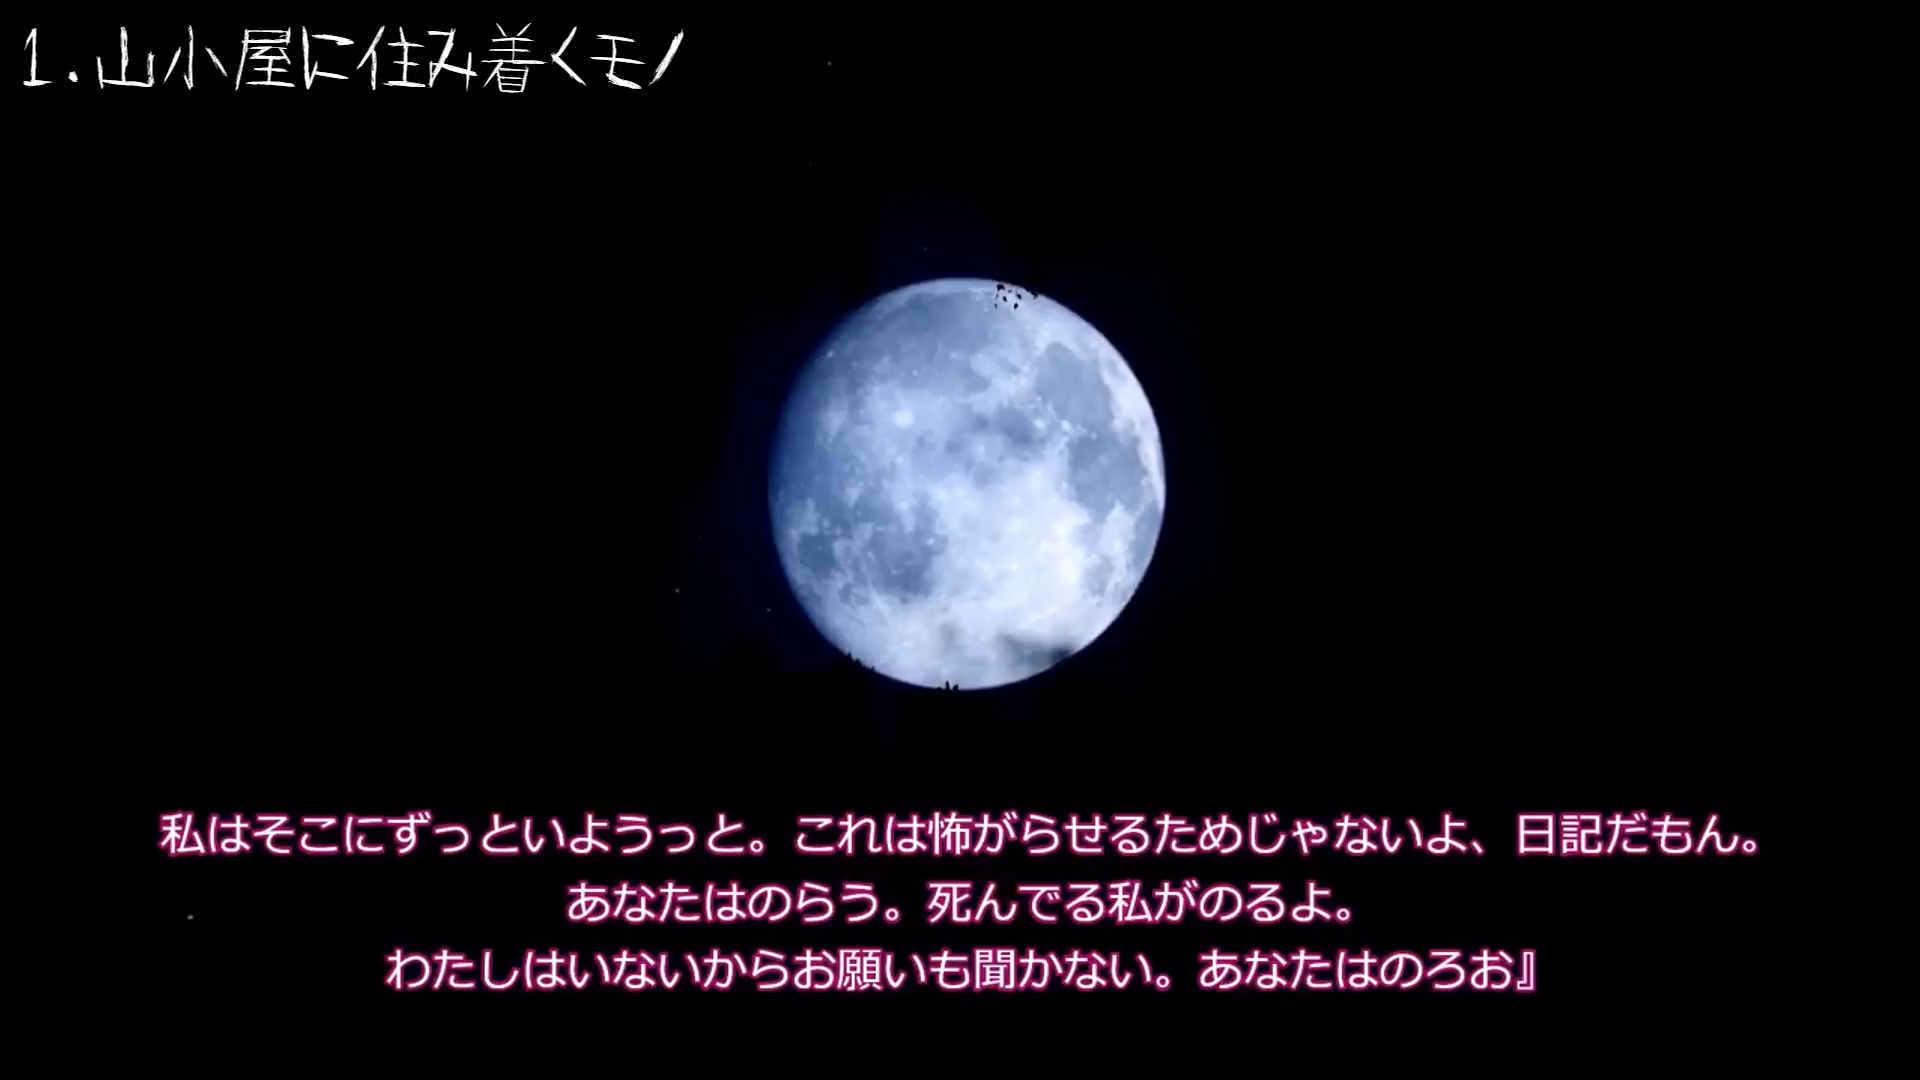 1.山小屋に住み着くモノ
私はそこにずっといようっと。これは怖がらせるためじゃないよ、日記だもん。
あなたはのらう。死んでる私がのるよ。
わたしはいないからお願いも聞かない。あなたはのろお』